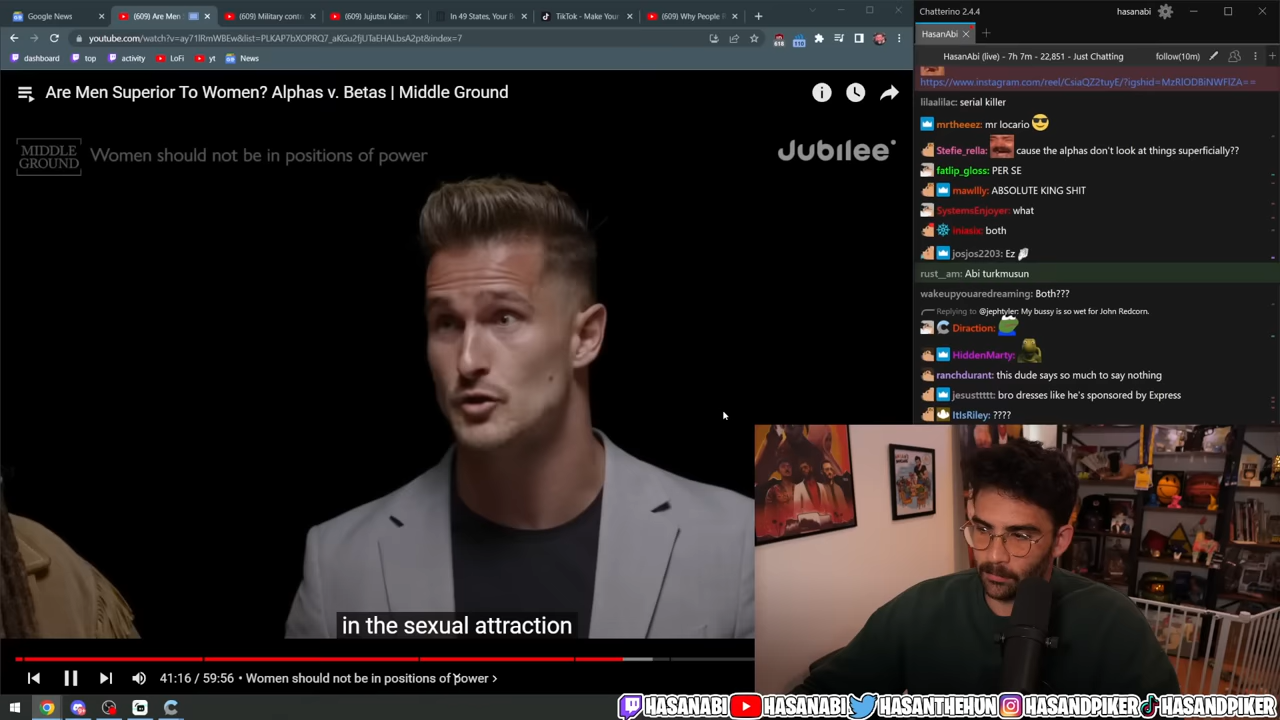 Google News
(609) Are Men
(609) Military contr
(609) Jujutsu Kaisen
In 49 States, Your B
TikTok - Make Your
(609) Why People F
youtube.com/watch?v=ay71IRmWBEw&list=PLKAP7bXOPRQ7_aKGu2fjUTaEHALbsA2pt&index=7
dashboard
top
activity
LoFi
yt
News
Are Men Superior To Women? Alphas v. Betas | Middle Ground
MIDDLE
GROUND
Women should not be in positions of power
Jubilee
in the sexual attraction
41:16 / 59:56 • Women should not be in positions of power >
Chatterino 2.4.4
hasanabi
HasanAbi
HasanAbi (live) - 7h 7m - 22,851 - Just Chatting
follow(10m)
https://www.instagram.com/reel/CsiaQZ2tuyE/?igshid=MzRlODBiNWFlZA==
lilaalilac: serial killer
mrtheeez: mr locario
Stefie_rella: cause the alphas don't look at things superficially??
fatlip_gloss: PER SE
mawllly: ABSOLUTE KING SHIT
SystemsEnjoyer: what
iniasix: both
josjos2203: Ez
rust__am: Abi turkmusun
wakeupyouaredreaming: Both???
Replying to @jephtyler: My bussy is so wet for John Redcorn.
Diraction:
HiddenMarty:
ranchdurant: this dude says so much to say nothing
jesusttttt: bro dresses like he's sponsored by Express
ItIsRiley: ????
HASANABI
HASANABI
HASANTHEHUN
HASANDPIKER
HASANDPIKER